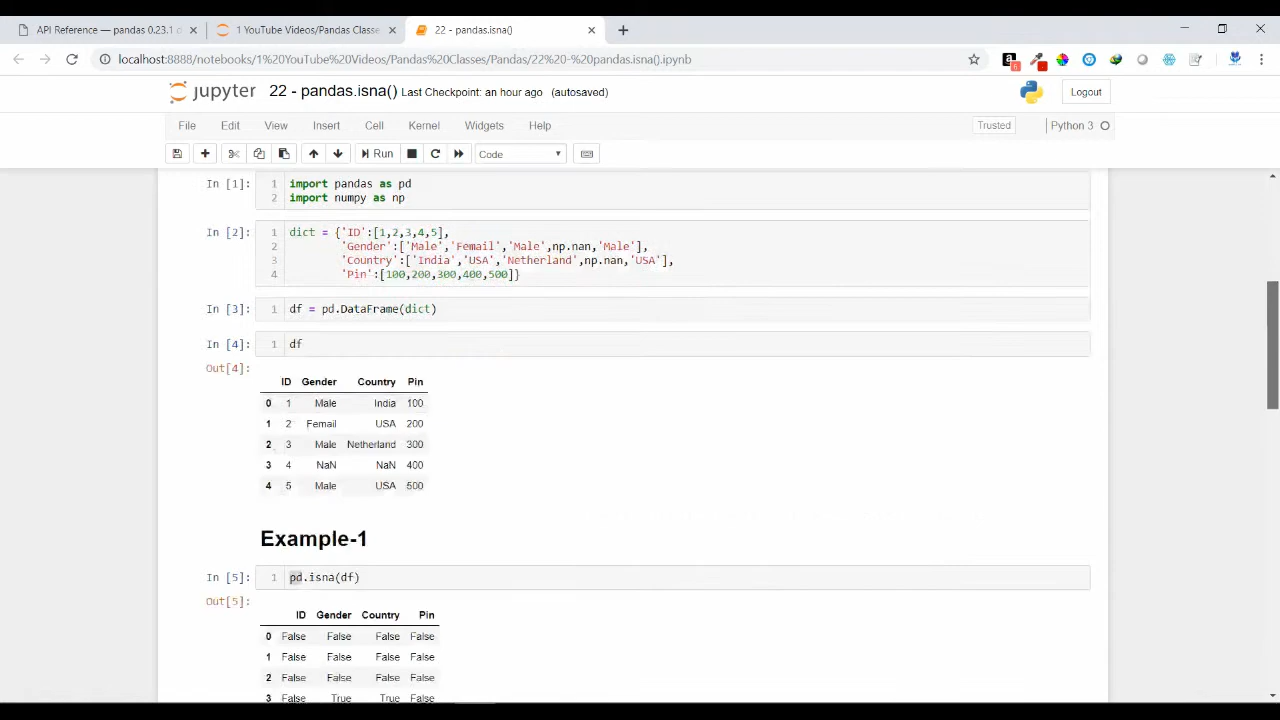 API Reference — pandas 0.23.1 d
1 YouTube Videos/Pandas Classe
22 - pandas.isna()
localhost:8888/notebooks/1%20YouTube%20Videos/Pandas%20Classe/Pandas/22%20-%20pandas.isna().ipynb
jupyter 22 - pandas.isna() Last Checkpoint: an hour ago (autosaved)
Logout
File Edit View Insert Cell Kernel Widgets Help
Trusted
Python 3
Run
Code
In [1]:
1 import pandas as pd
2 import numpy as np
In [2]:
1 dict = {'ID':[1,2,3,4,5],
2 'Gender':['Male','Femail','Male',np.nan,'Male'],
3 'Country':['India','USA','Netherland',np.nan,'USA'],
4 'Pin':[100,200,300,400,500]}
In [3]:
1 df = pd.DataFrame(dict)
In [4]:
1 df
Out[4]:
ID Gender Country Pin
0 1 Male India 100
1 2 Femail USA 200
2 3 Male Netherland 300
3 4 NaN NaN 400
4 5 Male USA 500
Example-1
In [5]:
1 pd.isna(df)
Out[5]:
ID Gender Country Pin
0 False False False False
1 False False False False
2 False False False False
3 False True True False